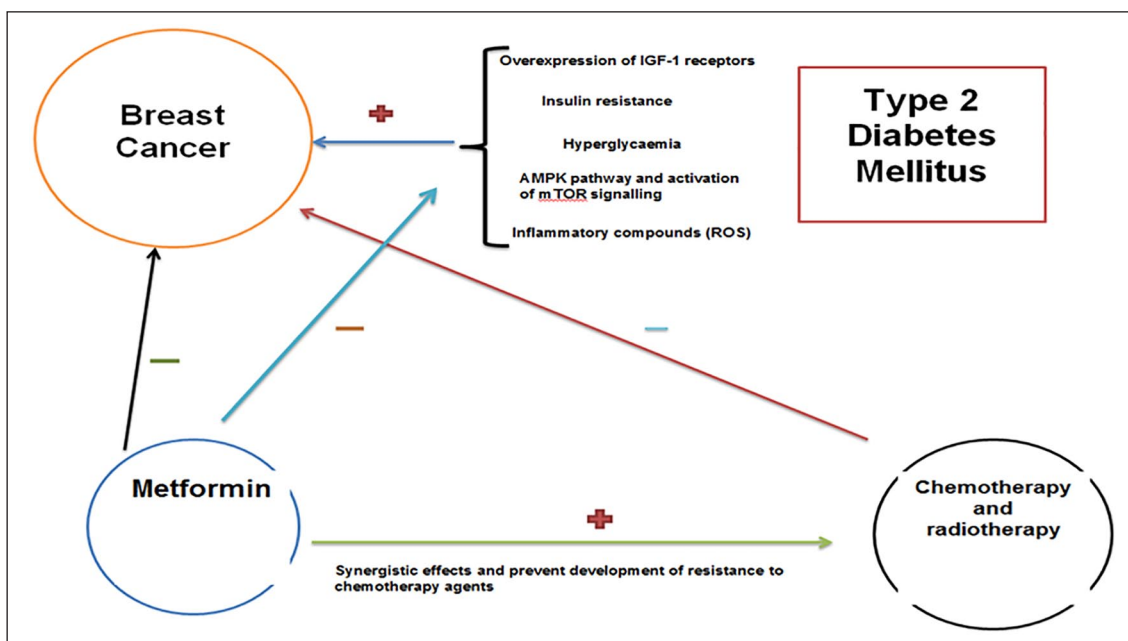 Breast
Cancer
Overexpression of IGF-1 receptors
Insulin resistance
Hyperglycaemia
AMPK pathway and activation
of mTOR signalling
Inflammatory compounds (ROS)
Type 2
Diabetes
Mellitus
Metformin
Chemotherapy
and
radiotherapy
Synergistic effects and prevent development of resistance to
chemotherapy agents